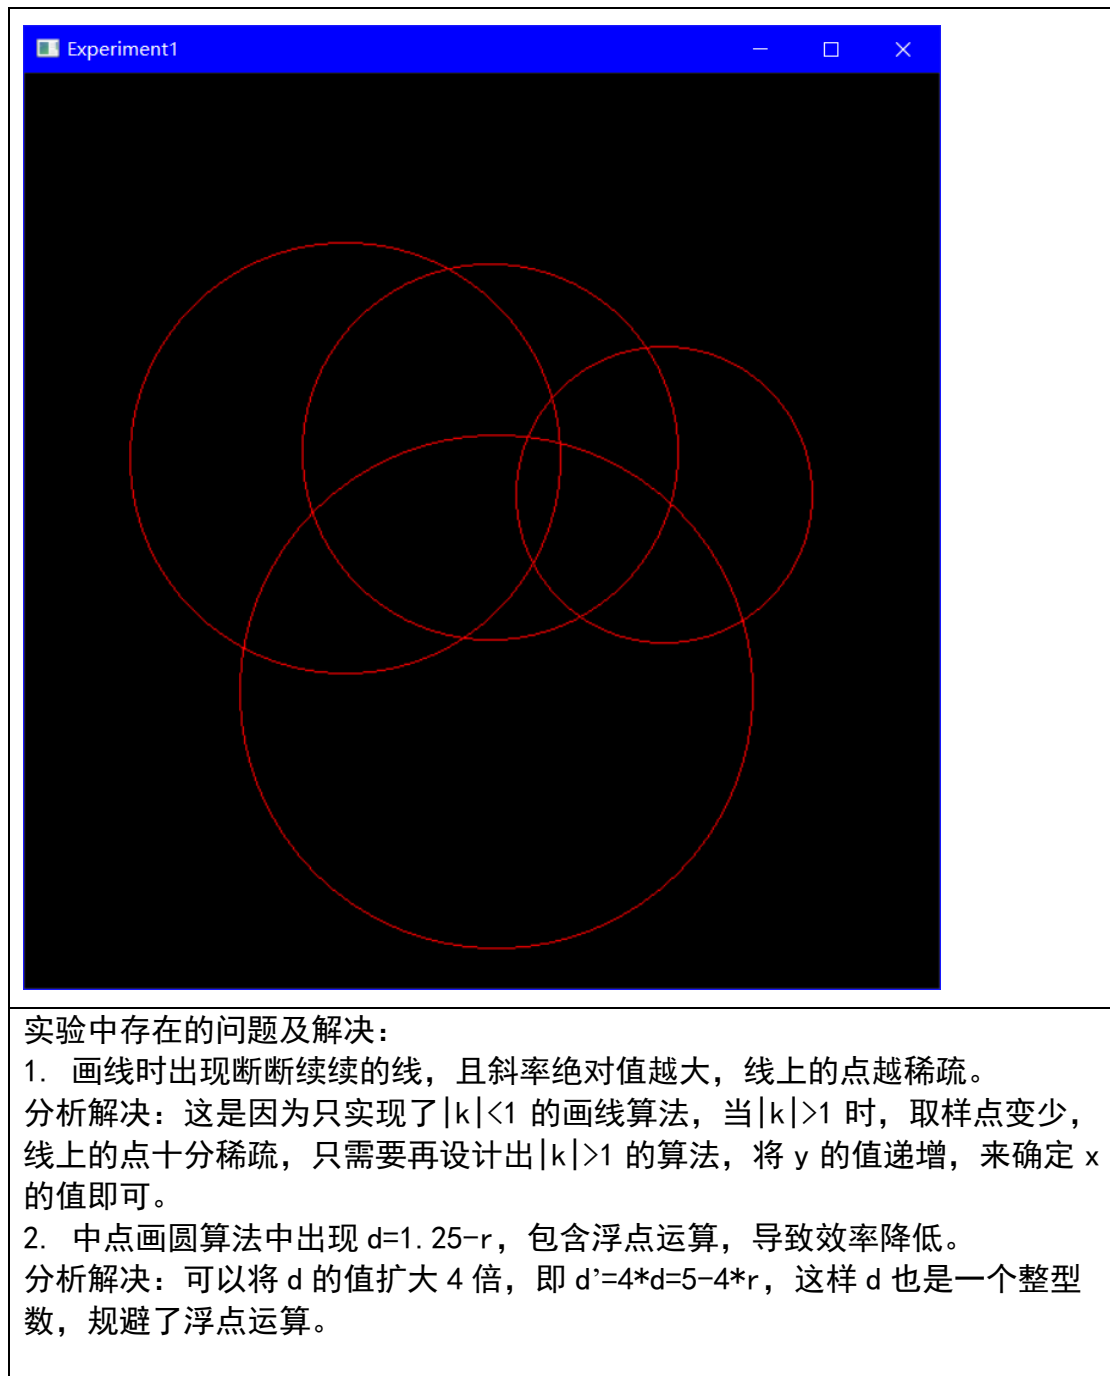 Experiment1
实验中存在的问题及解决：
1. 画线时出现断断续续的线，且斜率绝对值越大，线上的点越稀疏。
分析解决：这是因为只实现了|k|<1 的画线算法，当|k|>1 时，取样点变少，
线上的点十分稀疏，只需要再设计出|k|>1 的算法，将 y 的值递增，来确定 x
的值即可。
2. 中点画圆算法中出现 d=1.25-r，包含浮点运算，导致效率降低。
分析解决：可以将 d 的值扩大 4 倍，即 d’=4*d=5-4*r，这样 d 也是一个整型
数，规避了浮点运算。